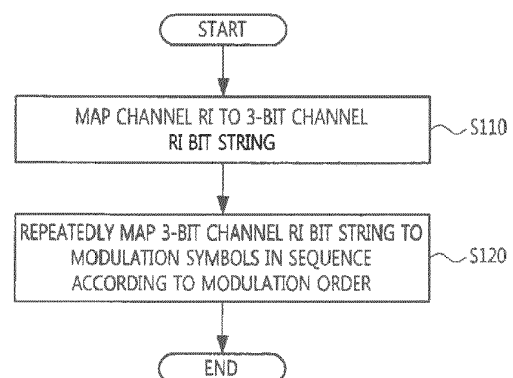 START
MAP CHANNEL RI TO 3-BIT CHANNEL
RI BIT STRING
S110
REPEATEDLY MAP 3-BIT CHANNEL RI BIT STRING TO
MODULATION SYMBOLS IN SEQUENCE
ACCORDING TO MODULATION ORDER
S120
END